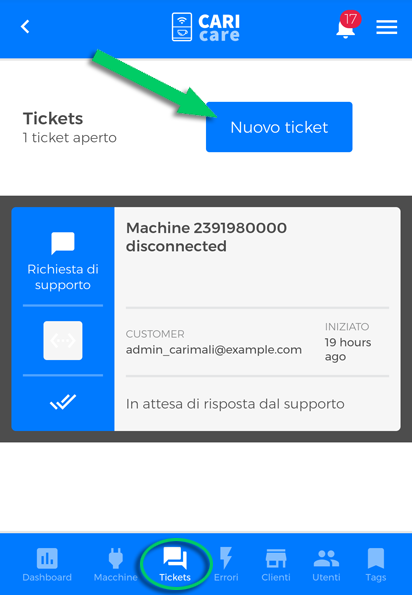 CARI
care
17
Tickets
1 ticket aperto
Nuovo ticket
Richiesta di
supporto
Machine 2391980000
disconnected
CUSTOMER
admin_carimali@example.com
INIZIATO
19 hours
ago
In attesa di risposta dal supporto
Dashboard
Macchine
Tickets
Errori
Clienti
Utenti
Tags